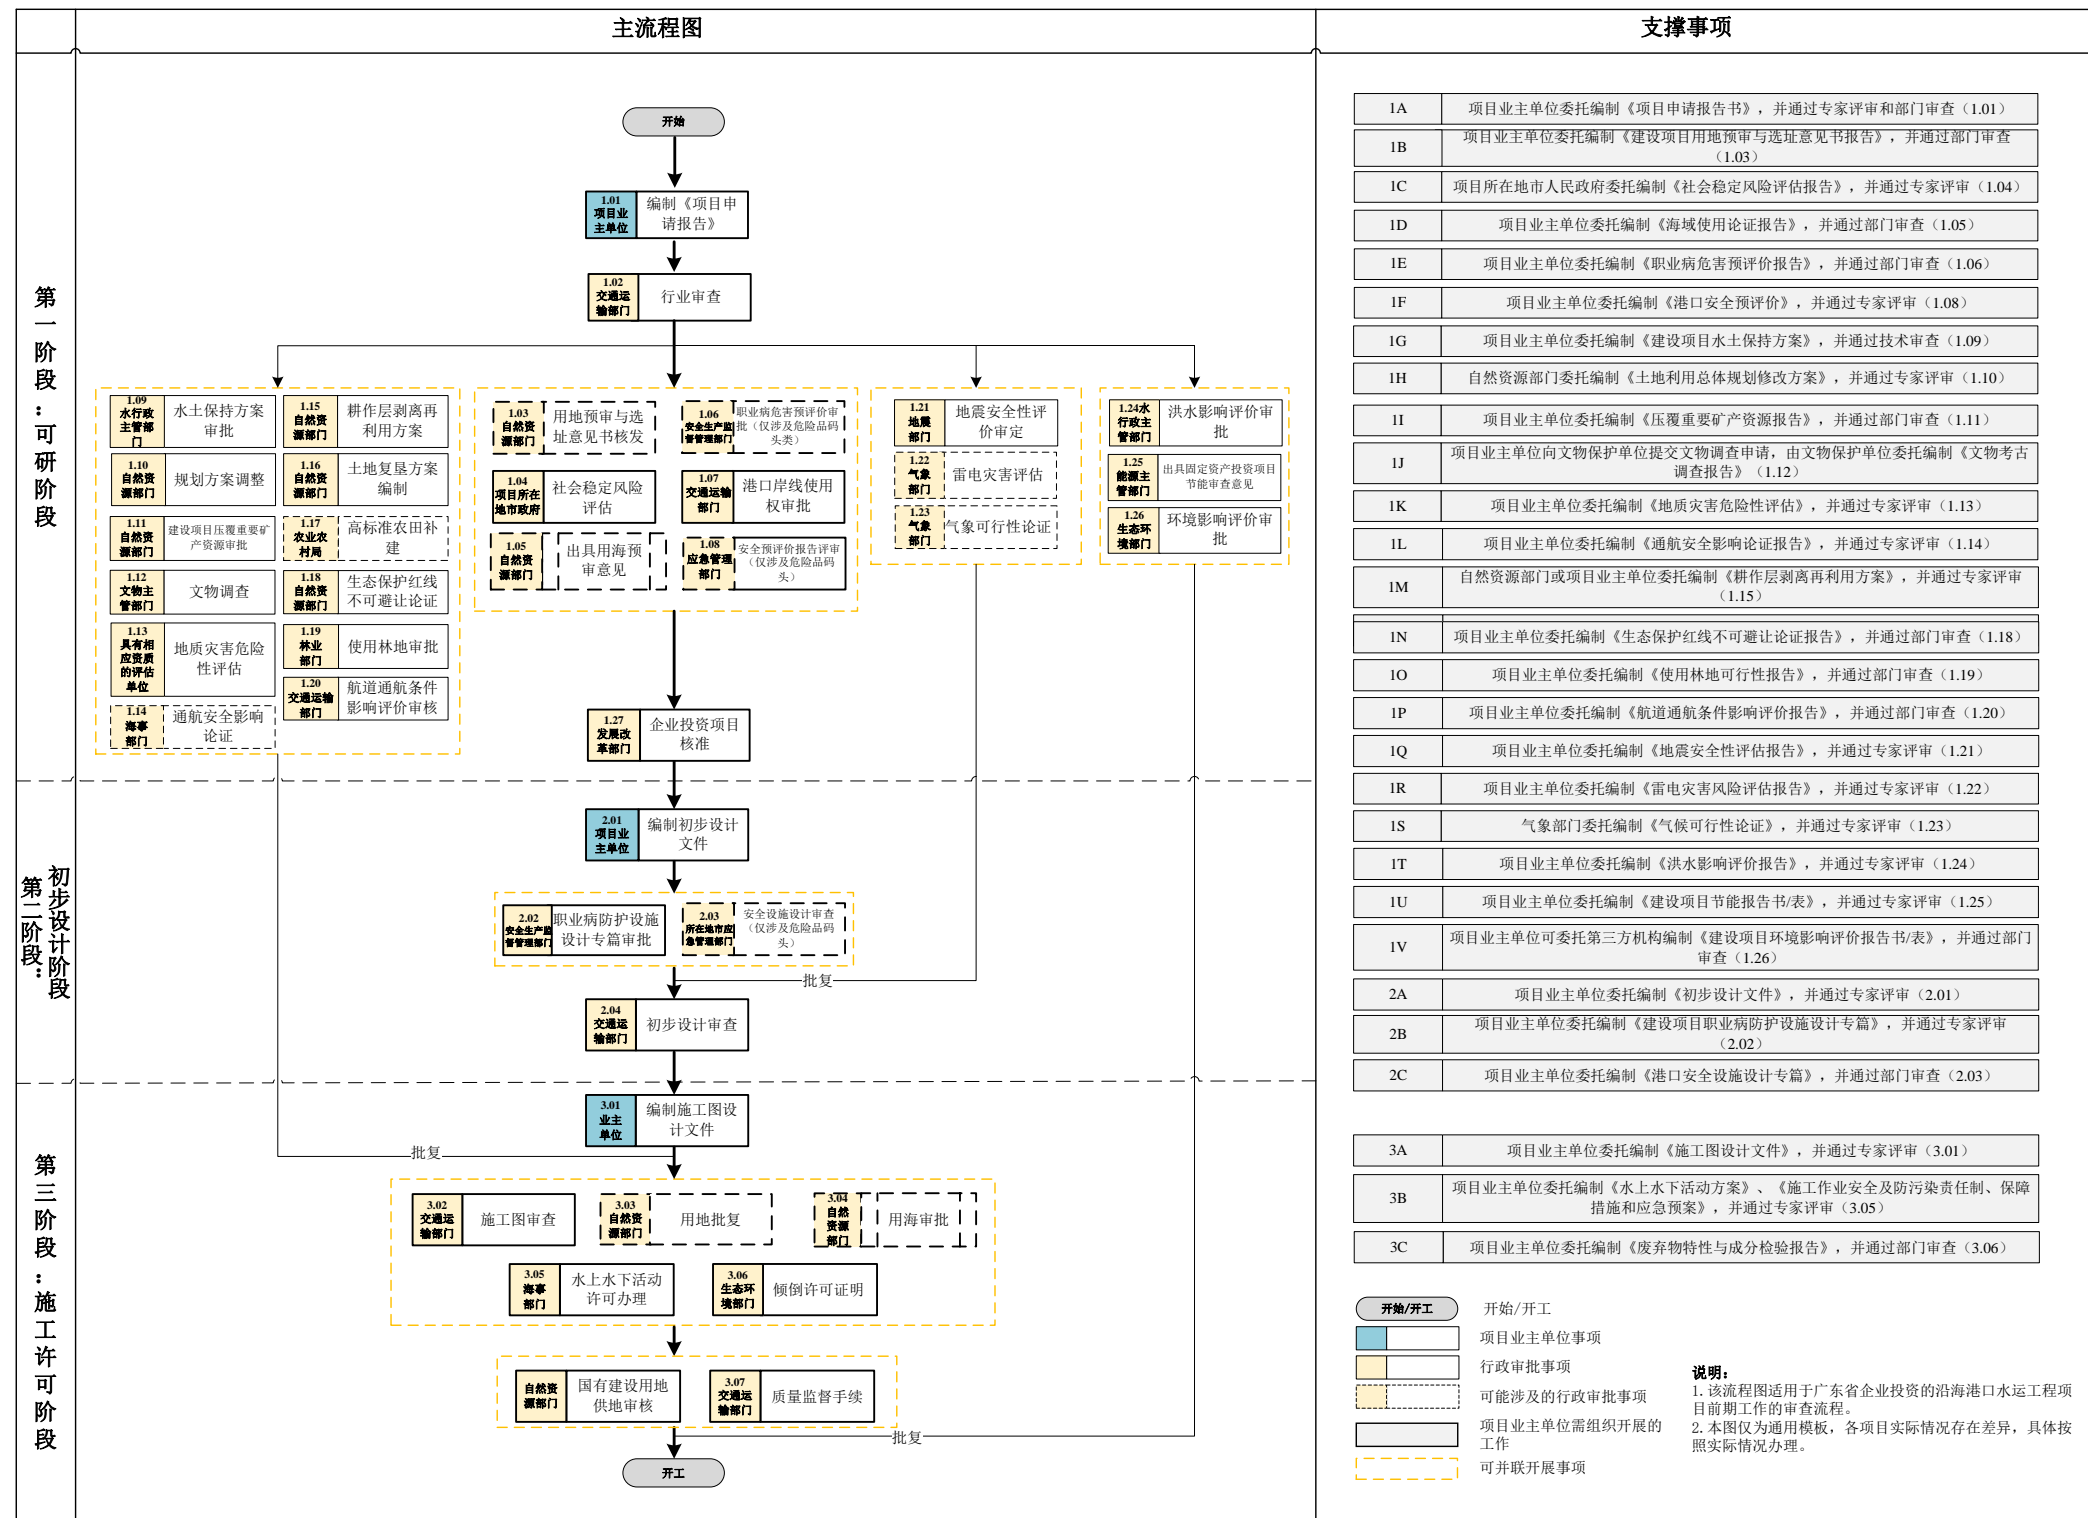 主流程图
支撑事项
第一阶段：可研阶段
开始
1.01
项目业
主单位
编制《项目申
请报告》
1.02
交通运
输部门
行业审查
1.09
水行政
主管部
门
水土保持方案
审批
1.15
自然资
源部门
耕作层剥离再
利用方案
1.10
自然资
源部门
规划方案调整
1.16
自然资
源部门
土地复垦方案
编制
1.11
自然资
源部门
建设项目压覆重要矿
产资源审批
1.17
农业农
村局
高标准农田补
建
1.12
文物主
管部门
文物调查
1.18
自然资
源部门
生态保护红线
不可避让论证
1.13
具有相
应资质
的评估
单位
地质灾害危险
性评估
1.19
林业
部门
使用林地审批
1.14
海事
部门
通航安全影响
论证
1.20
交通运输
部门
航道通航条件
影响评价审核
1.03
自然资
源部门
用地预审与选
址意见书核发
1.06
安全生产监
督管理部门
职业病危害预评价审
批（仅涉及危险品码
头类）
1.04
项目所在
地市政府
社会稳定风险
评估
1.07
交通运输
部门
港口岸线使用
权审批
1.05
自然资
源部门
出具用海预
审意见
1.08
应急管理
部门
安全预评价报告评审
（仅涉及危险品码
头）
1.21
地震
部门
地震安全性评
价审定
1.22
气象
部门
雷电灾害评估
1.23
气象
部门
气象可行性论证
1.24水
行政主
管部门
洪水影响评价审
批
1.25
能源主
管部门
出具固定资产投资项目
节能审查意见
1.26
生态环
境部门
环境影响评价审
批
1.27
发展改
革部门
企业投资项目
核准
第二阶段：
初步设计阶段
2.01
项目业
主单位
编制初步设计
文件
2.02
安全生产监
督管理部门
职业病防护设施
设计专篇审批
2.03
所在地市应
急管理部门
安全设施设计审查
（仅涉及危险品码
头）
批复
2.04
交通运
输部门
初步设计审查
第三阶段：施工许可阶段
3.01
业主
单位
编制施工图设
计文件
批复
3.02
交通运
输部门
施工图审查
3.03
自然资
源部门
用地批复
3.04
自然
资源
部门
用海审批
3.05
海事
部门
水上水下活动
许可办理
3.06
生态环
境部门
倾倒许可证明
自然资
源部门
国有建设用地
供地审核
3.07
交通运
输部门
质量监督手续
批复
开工
1A 项目业主单位委托编制《项目申请报告书》，并通过专家评审和部门审查（1.01）
1B 项目业主单位委托编制《建设项目用地预审与选址意见书报告》，并通过部门审查
（1.03）
1C 项目所在地市人民政府委托编制《社会稳定风险评估报告》，并通过专家评审（1.04）
1D 项目业主单位委托编制《海域使用论证报告》，并通过部门审查（1.05）
1E 项目业主单位委托编制《职业病危害预评价报告》，并通过部门审查（1.06）
1F 项目业主单位委托编制《港口安全预评价》，并通过专家评审（1.08）
1G 项目业主单位委托编制《建设项目水土保持方案》，并通过技术审查（1.09）
1H 自然资源部门委托编制《土地利用总体规划修改方案》，并通过专家评审（1.10）
1I 项目业主单位委托编制《压覆重要矿产资源报告》，并通过部门审查（1.11）
1J 项目业主单位向文物保护单位提交文物调查申请，由文物保护单位委托编制《文物考古
调查报告》（1.12）
1K 项目业主单位委托编制《地质灾害危险性评估》，并通过专家评审（1.13）
1L 项目业主单位委托编制《通航安全影响论证报告》，并通过专家评审（1.14）
1M 自然资源部门或项目业主单位委托编制《耕作层剥离再利用方案》，并通过专家评审
（1.15）
1N 项目业主单位委托编制《生态保护红线不可避让论证报告》，并通过部门审查（1.18）
1O 项目业主单位委托编制《使用林地可行性报告》，并通过部门审查（1.19）
1P 项目业主单位委托编制《航道通航条件影响评价报告》，并通过部门审查（1.20）
1Q 项目业主单位委托编制《地震安全性评估报告》，并通过专家评审（1.21）
1R 项目业主单位委托编制《雷电灾害风险评估报告》，并通过专家评审（1.22）
1S 气象部门委托编制《气候可行性论证》，并通过专家评审（1.23）
1T 项目业主单位委托编制《洪水影响评价报告》，并通过专家评审（1.24）
1U 项目业主单位委托编制《建设项目节能报告书/表》，并通过专家评审（1.25）
1V 项目业主单位可委托第三方机构编制《建设项目环境影响评价报告书/表》，并通过部门
审查（1.26）
2A 项目业主单位委托编制《初步设计文件》，并通过专家评审（2.01）
2B 项目业主单位委托编制《建设项目职业病防护设施设计专篇》，并通过专家评审
（2.02）
2C 项目业主单位委托编制《港口安全设施设计专篇》，并通过部门审查（2.03）
3A 项目业主单位委托编制《施工图设计文件》，并通过专家评审（3.01）
3B 项目业主单位委托编制《水上水下活动方案》、《施工作业安全及防污染责任制、保障
措施和应急预案》，并通过专家评审（3.05）
3C 项目业主单位委托编制《废弃物特性与成分检验报告》，并通过部门审查（3.06）
开始/开工 开始/开工
项目业主单位事项
行政审批事项
可能涉及的行政审批事项
项目业主单位需组织开展的
工作
可并联开展事项
说明：
1. 该流程图适用于广东省企业投资的沿海港口水运工程项
目前期工作的审查流程。
2. 本图仅为通用模板，各项目实际情况存在差异，具体按
照实际情况办理。